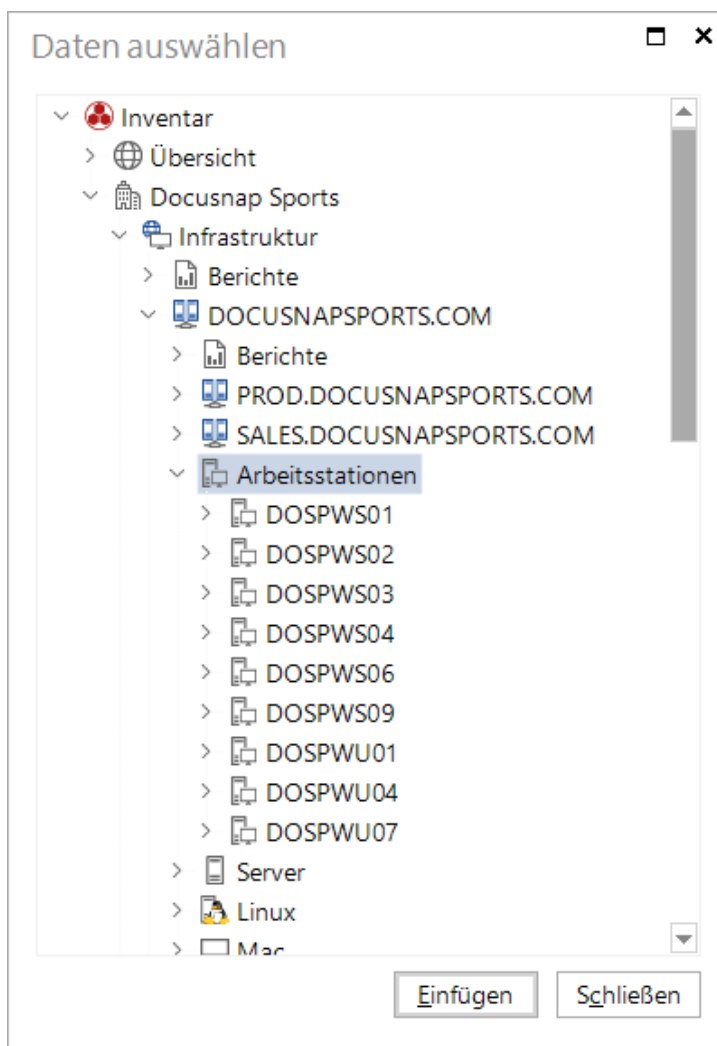 Daten auswählen
Inventar
Übersicht
Docusnap Sports
Infrastruktur
Berichte
DOCUSNAPSPORTS.COM
Berichte
PROD.DOCUSNAPSPORTS.COM
SALES.DOCUSNAPSPORTS.COM
Arbeitsstationen
DOSPWS01
DOSPWS02
DOSPWS03
DOSPWS04
DOSPWS06
DOSPWS09
DOSPWU01
DOSPWU04
DOSPWU07
Server
Linux
Mac
Einfügen Schließen